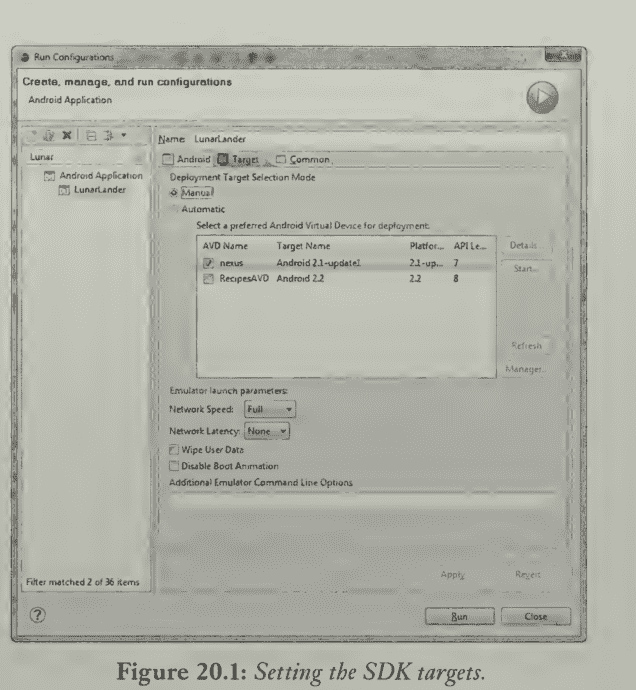 Run Configurations
Create, manage, and run configurations
Android Application
Name: LunarLander
Lunar
Android Application
LunarLander
Android Target Common
Deployment Target Selection Mode
Manual
Automatic
Select a preferred Android Virtual Device for deployment:
AVD Name Target Name Platfor... API Le...
nexus Android 2.1-update1 2.1-up... 7
RecipesAVD Android 2.2 2.2 8
Details...
Start...
Refresh
Manager...
Emulator launch parameters:
Network Speed: Full
Network Latency: None
Wipe User Data
Disable Boot Animation
Additional Emulator Command Line Options
Apply Revert
Filter matched 2 of 36 items
?
Run Close
Figure 20.1: Setting the SDK targets.